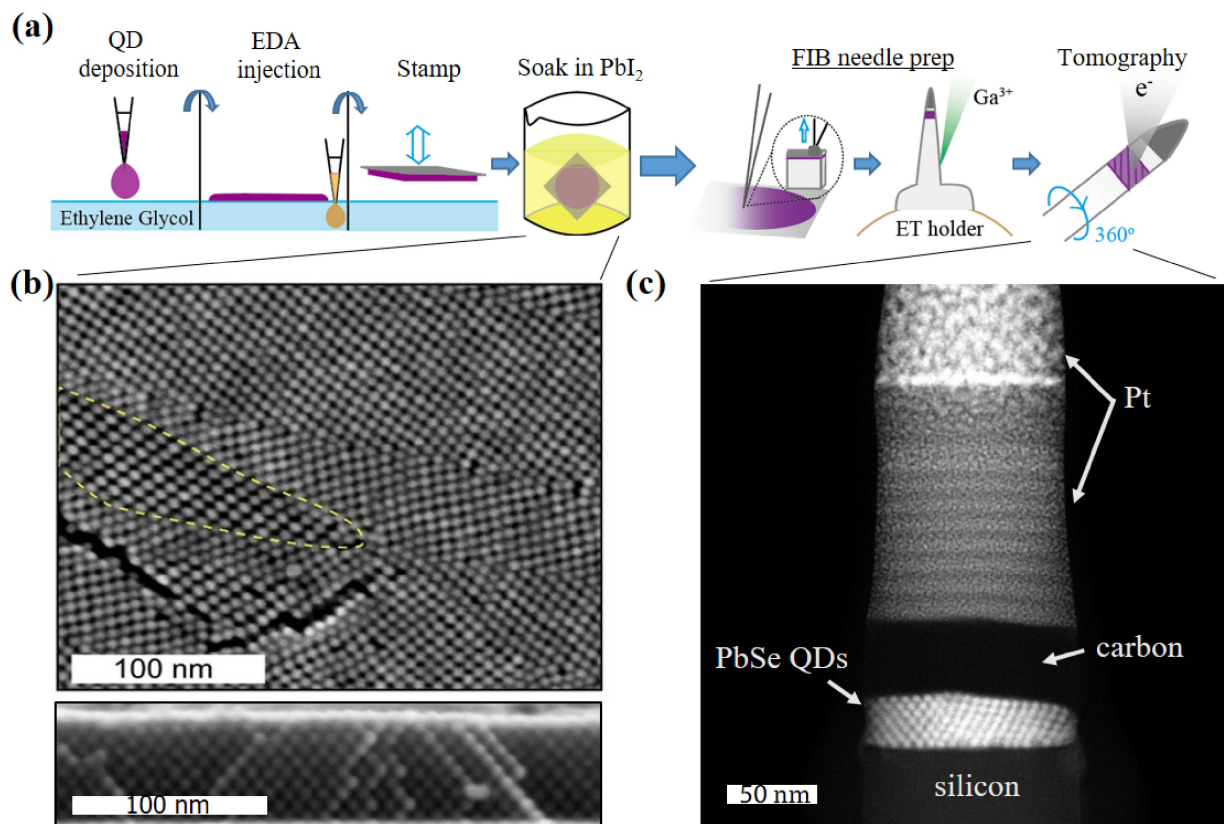 (a)
QD
deposition
EDA
injection
Stamp
Soak in PbI₂
FIB needle prep
Tomography
e⁻
Ga³⁺
Ethylene Glycol
ET holder
360º
(b)
(c)
100 nm
100 nm
Pt
carbon
PbSe QDs
silicon
50 nm